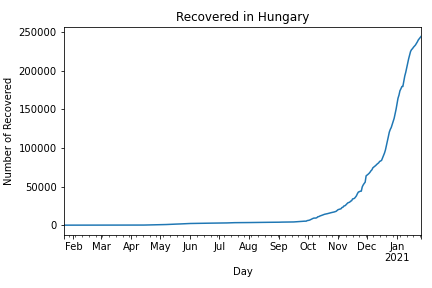 Recovered in Hungary
250000
200000
150000
100000
50000
0
Number of Recovered
Feb Mar Apr May Jun Jul Aug Sep Oct Nov Dec Jan
2021
Day